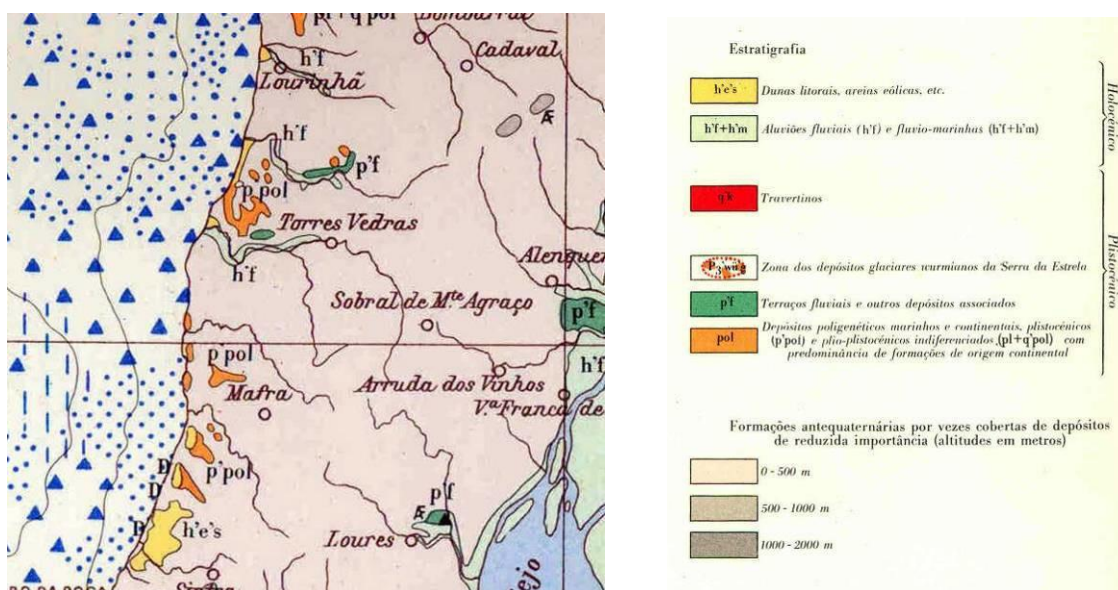 pl+q'pol
Bombarral
Cadaval
h'f
Lourinhã
Æ
h'f
p'f
p pol
Torres Vedras
h'f
Alenquer
Sobral de Mte Agraço
p'f
p pol
h'f
Arruda dos Vinhos
Mafra
V.ª Franca de
D
p'pol
D
p f
Æ
D
h'e's
Loures
Sintra
ejo
Estratigrafia
h'e's Dunas litorais, areias eólicas, etc.
h'f+h'm Aluviões fluviais (h'f) e fluvio-marinhas (h'f+h'm)
Holocénico
q'k Travertinos
Zona dos depósitos glaciares wurmianos da Serra da Estrela
p'f Terraços fluviais e outros depósitos associados
pol Depósitos poligenéticos marinhos e continentais, plistocénicos
(p'pol) e plio-plistocénicos indiferenciados,(pl+q'pol) com
predominância de formações de origem continental
Plistocénico
Formações antequaternárias por vezes cobertas de depósitos
de reduzida importância (altitudes em metros)
0 - 500 m
500 - 1000 m
1000 - 2000 m